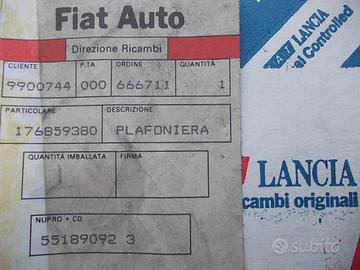 Fiat Auto
Direzione Ricambi
CLIENTE P.TA ORDINE QUANTITÀ
9900744 000 666711 1
PARTICOLARE DESCRIZIONE
176859380 PLAFONIERA
QUANTITÀ IMBALLATA FIRMA
NUPRO + CD
55189092 3
LANCIA
Controlled
LANCIA
cambi originali
subito